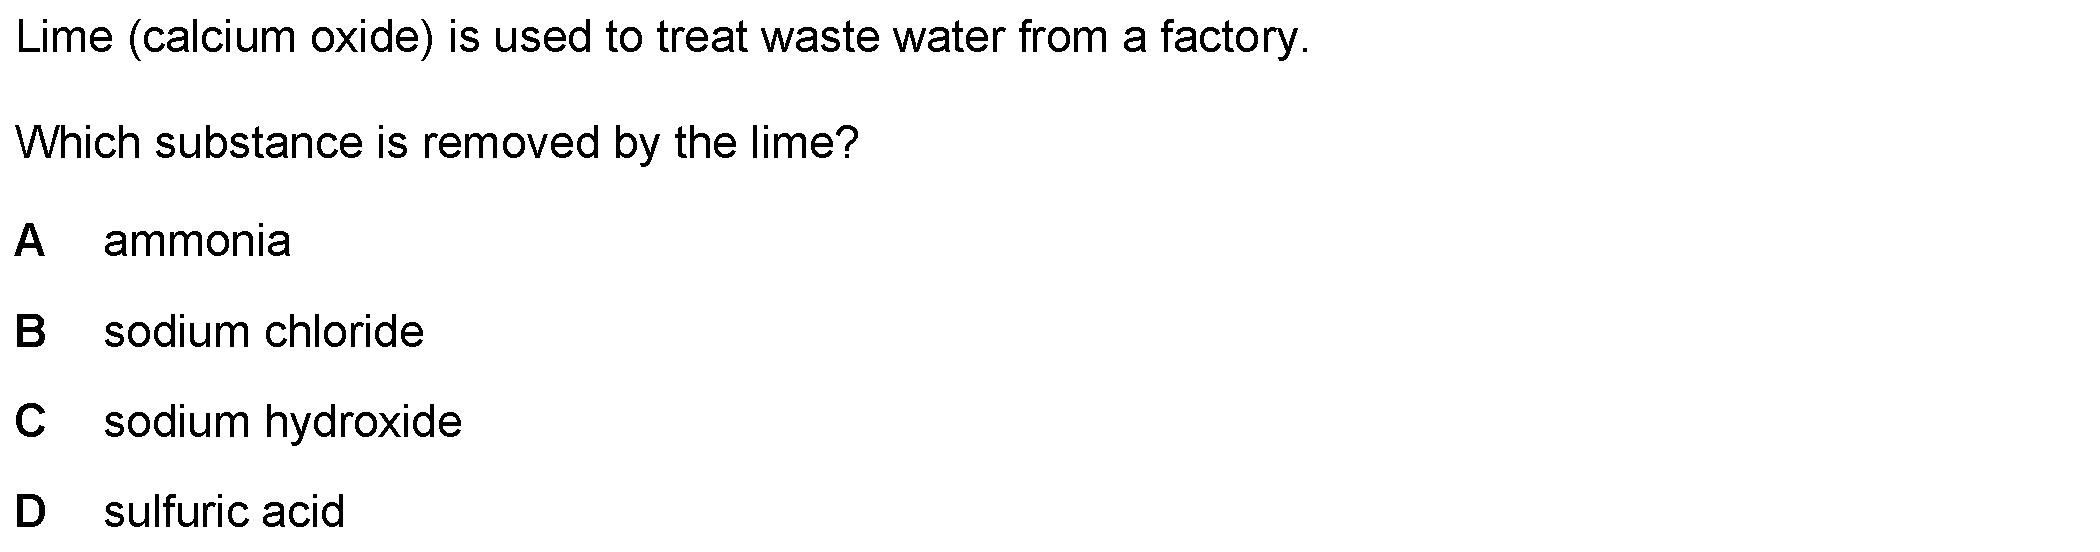 Lime (calcium oxide) is used to treat waste water from a factory.
Which substance is removed by the lime?
A ammonia
B sodium chloride
C sodium hydroxide
D sulfuric acid